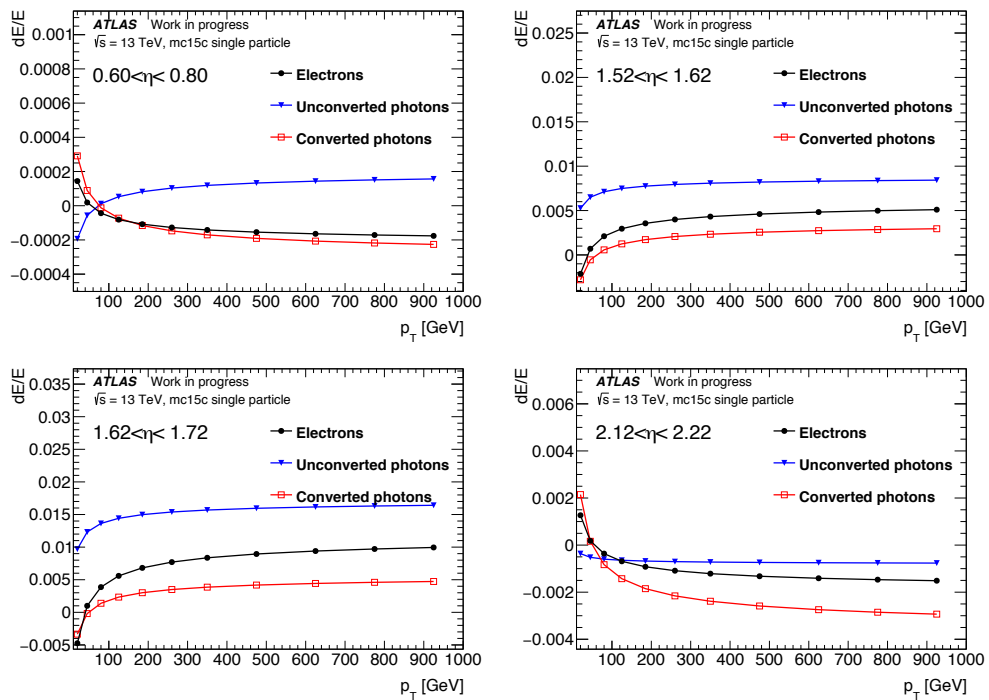 dE/E
ATLAS Work in progress
√s = 13 TeV, mc15c single particle
0.60<η< 0.80
Electrons
Unconverted photons
Converted photons
0.001
0.0008
0.0006
0.0004
0.0002
0
−0.0002
−0.0004
100 200 300 400 500 600 700 800 900 1000
p_T [GeV]
dE/E
ATLAS Work in progress
√s = 13 TeV, mc15c single particle
1.52<η< 1.62
Electrons
Unconverted photons
Converted photons
0.025
0.02
0.015
0.01
0.005
0
100 200 300 400 500 600 700 800 900 1000
p_T [GeV]
dE/E
ATLAS Work in progress
√s = 13 TeV, mc15c single particle
1.62<η< 1.72
Electrons
Unconverted photons
Converted photons
0.035
0.03
0.025
0.02
0.015
0.01
0.005
0
−0.005
100 200 300 400 500 600 700 800 900 1000
p_T [GeV]
dE/E
ATLAS Work in progress
√s = 13 TeV, mc15c single particle
2.12<η< 2.22
Electrons
Unconverted photons
Converted photons
0.006
0.004
0.002
0
−0.002
−0.004
100 200 300 400 500 600 700 800 900 1000
p_T [GeV]